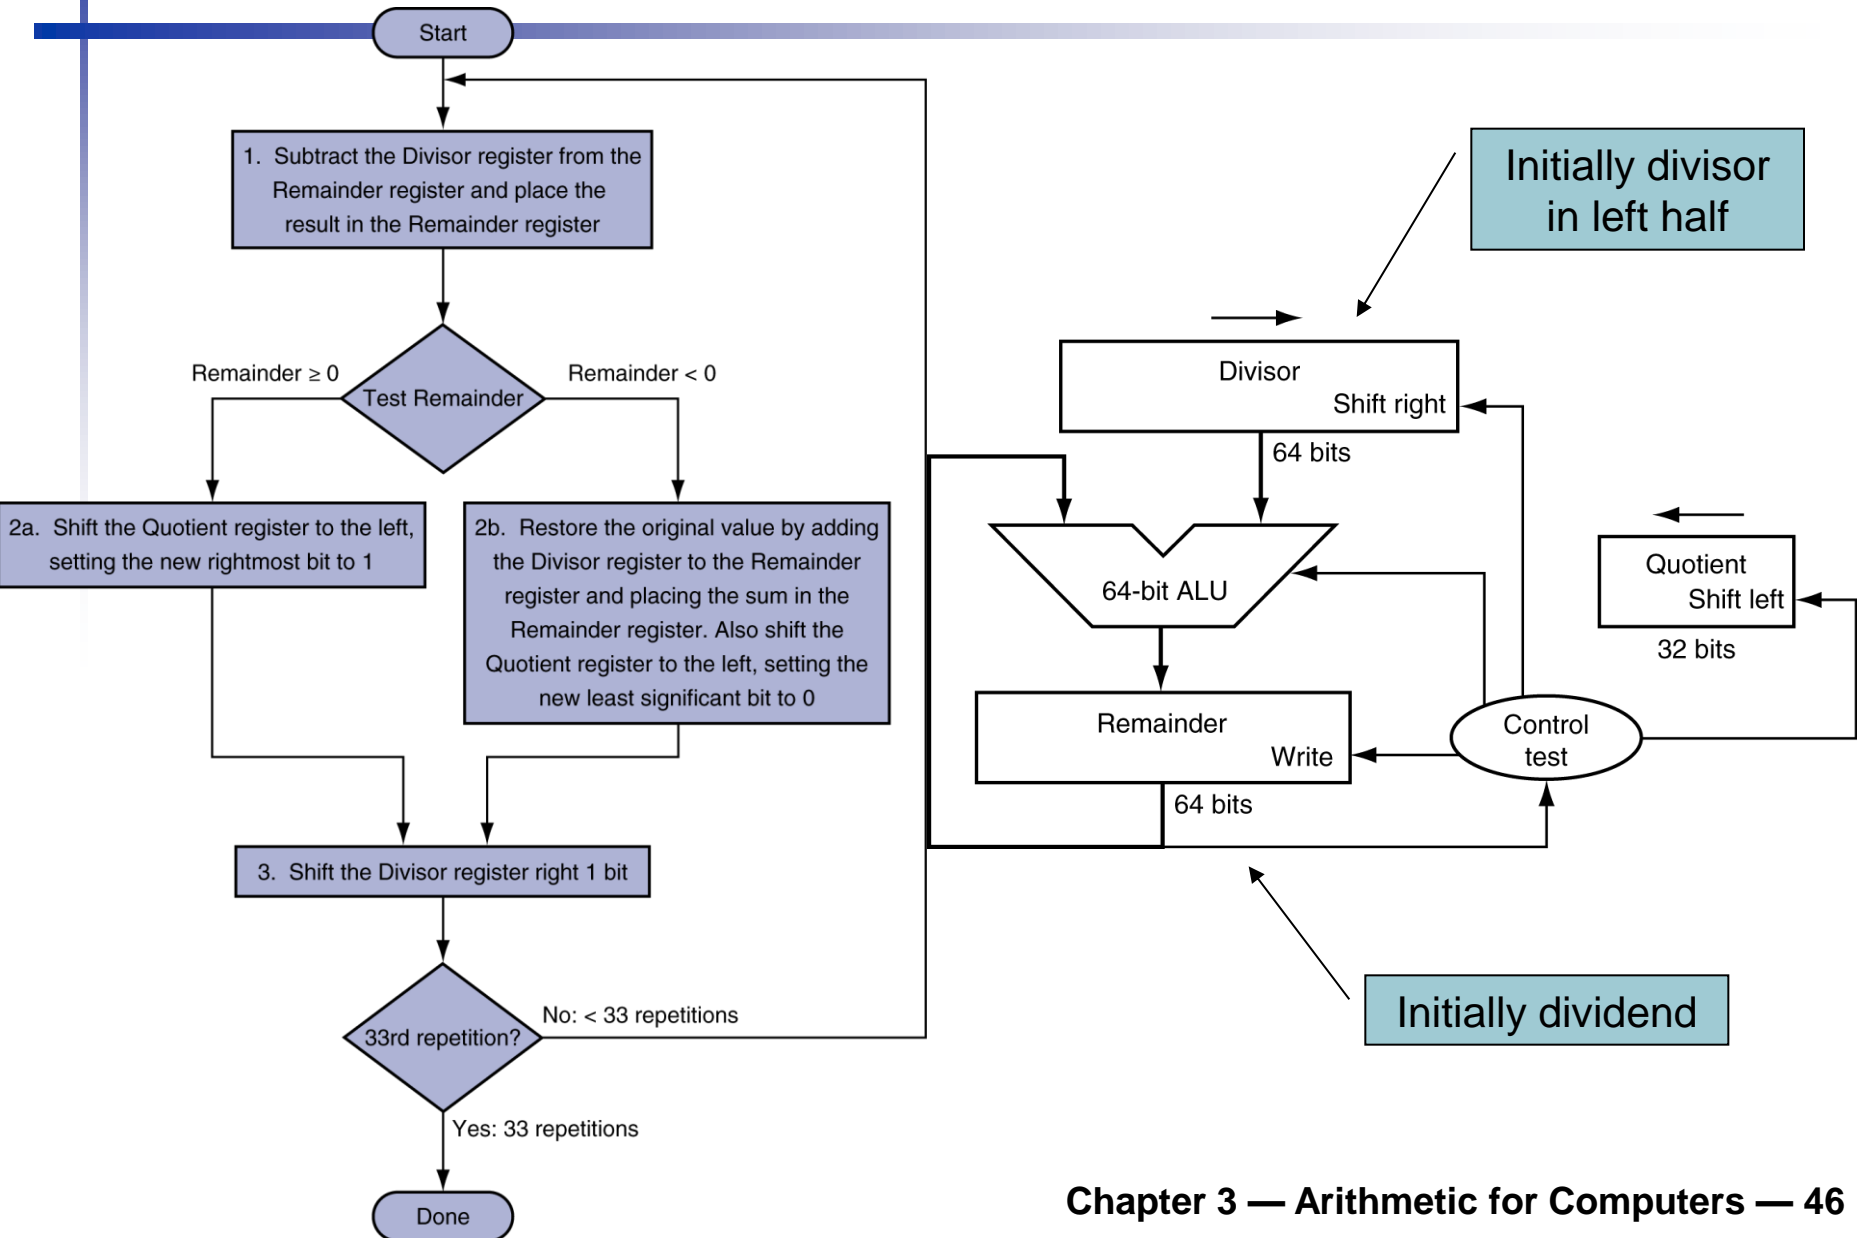 Start
1. Subtract the Divisor register from the
Remainder register and place the
result in the Remainder register
Remainder ≥ 0
Remainder < 0
Test Remainder
2a. Shift the Quotient register to the left,
setting the new rightmost bit to 1
2b. Restore the original value by adding
the Divisor register to the Remainder
register and placing the sum in the
Remainder register. Also shift the
Quotient register to the left, setting the
new least significant bit to 0
3. Shift the Divisor register right 1 bit
33rd repetition?
No: < 33 repetitions
Yes: 33 repetitions
Done
Initially divisor
in left half
Divisor
Shift right
64 bits
64-bit ALU
Quotient
Shift left
32 bits
Remainder
Write
64 bits
Control
test
Initially dividend
Chapter 3 — Arithmetic for Computers — 46